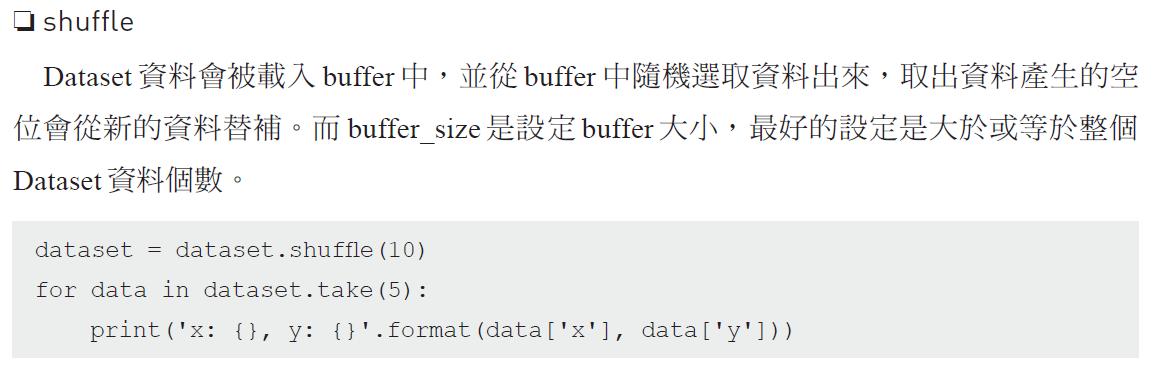 ❏ shuffle
Dataset 資料會被載入 buffer 中，並從 buffer 中隨機選取資料出來，取出資料產生的空
位會從新的資料替補。而 buffer_size 是設定 buffer 大小，最好的設定是大於或等於整個
Dataset 資料個數。
dataset = dataset.shuffle(10)
for data in dataset.take(5):
    print('x: {}, y: {}'.format(data['x'], data['y']))